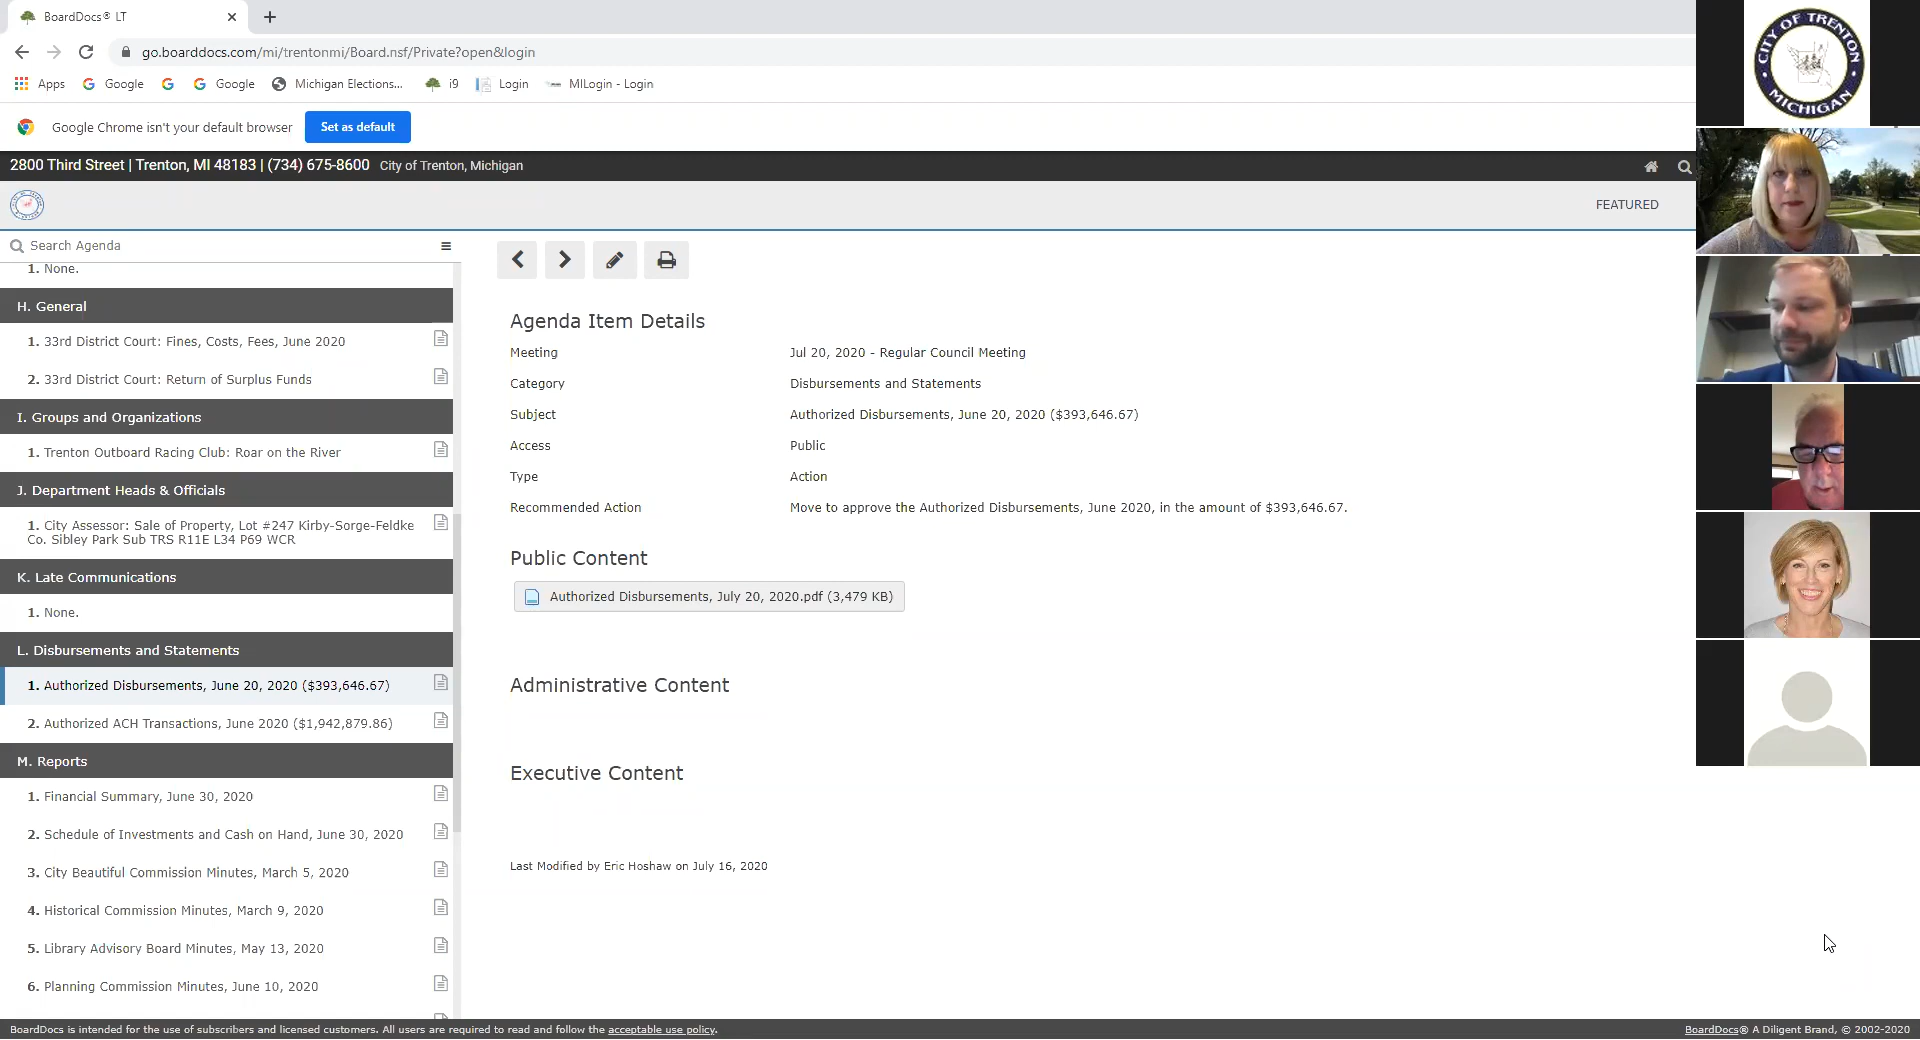 BoardDocs® LT
go.boarddocs.com/mi/trentonmi/Board.nsf/Private?open&login
Apps Google Google Michigan Elections... i9 Login MILogin - Login
Google Chrome isn't your default browser Set as default
2800 Third Street | Trenton, MI 48183 | (734) 675-8600 City of Trenton, Michigan
FEATURED
Search Agenda
1. None.
H. General
1. 33rd District Court: Fines, Costs, Fees, June 2020
2. 33rd District Court: Return of Surplus Funds
I. Groups and Organizations
1. Trenton Outboard Racing Club: Roar on the River
J. Department Heads & Officials
1. City Assessor: Sale of Property, Lot #247 Kirby-Sorge-Feldke
Co. Sibley Park Sub TRS R11E L34 P69 WCR
K. Late Communications
1. None.
L. Disbursements and Statements
1. Authorized Disbursements, June 20, 2020 ($393,646.67)
2. Authorized ACH Transactions, June 2020 ($1,942,879.86)
M. Reports
1. Financial Summary, June 30, 2020
2. Schedule of Investments and Cash on Hand, June 30, 2020
3. City Beautiful Commission Minutes, March 5, 2020
4. Historical Commission Minutes, March 9, 2020
5. Library Advisory Board Minutes, May 13, 2020
6. Planning Commission Minutes, June 10, 2020
Agenda Item Details
Meeting Jul 20, 2020 - Regular Council Meeting
Category Disbursements and Statements
Subject Authorized Disbursements, June 20, 2020 ($393,646.67)
Access Public
Type Action
Recommended Action Move to approve the Authorized Disbursements, June 2020, in the amount of $393,646.67.
Public Content
Authorized Disbursements, July 20, 2020.pdf (3,479 KB)
Administrative Content
Executive Content
Last Modified by Eric Hoshaw on July 16, 2020
CITY OF TRENTON
MICHIGAN
BoardDocs is intended for the use of subscribers and licensed customers. All users are required to read and follow the acceptable use policy.
BoardDocs® A Diligent Brand, © 2002-2020